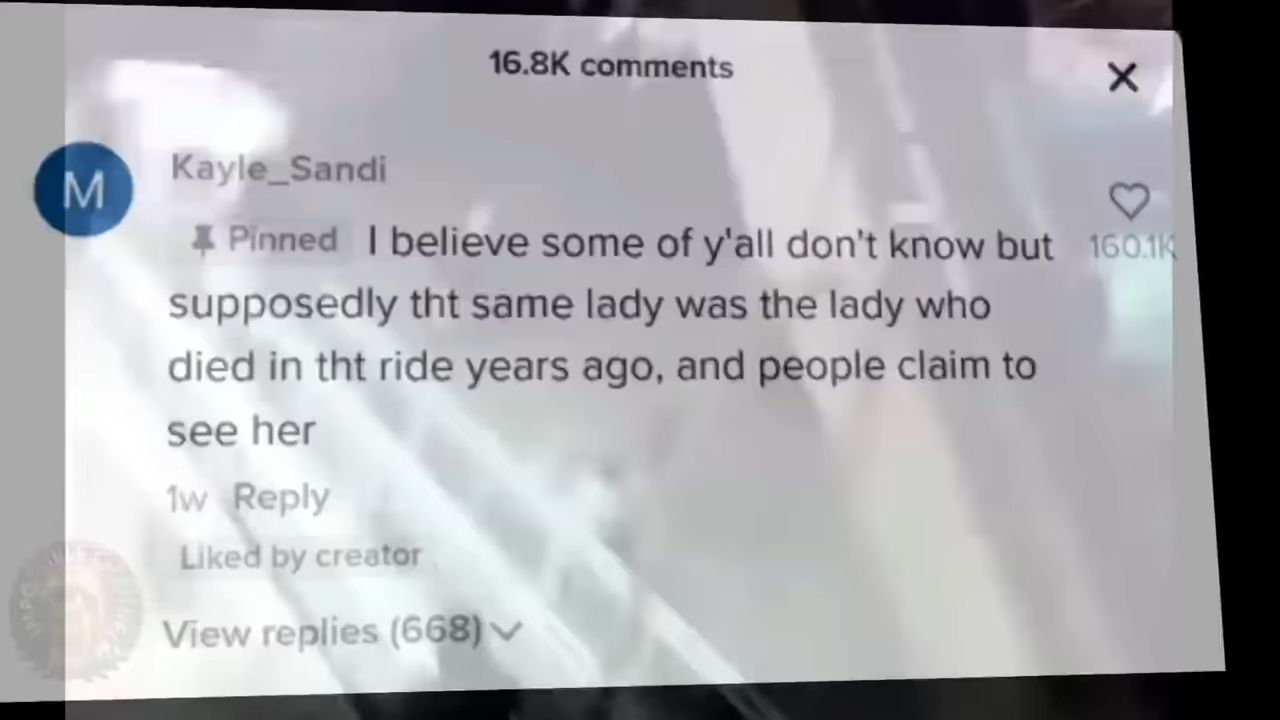 16.8K comments
M
Kayle_Sandi
Pinned I believe some of y'all don't know but
160.1K
supposedly tht same lady was the lady who
died in tht ride years ago, and people claim to
see her
1w Reply
Liked by creator
View replies (668)